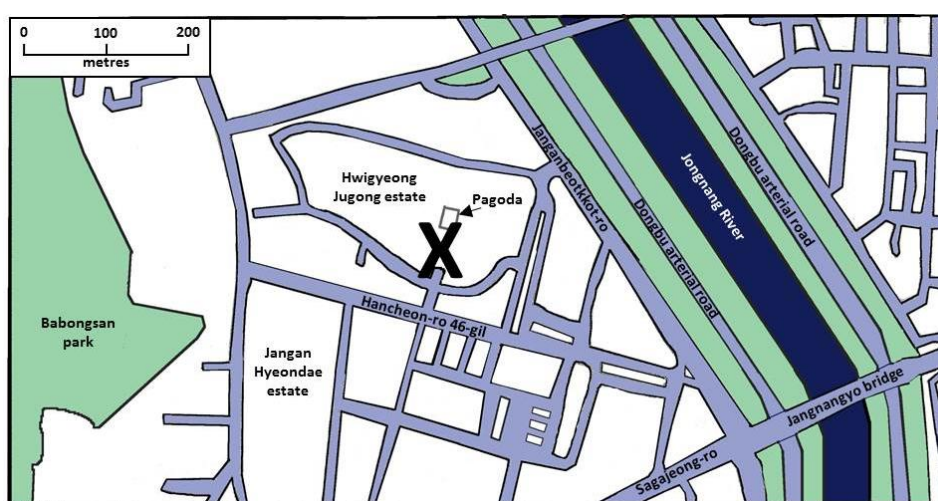 0 100 200
metres
Hwigyeong
Jugong estate
Pagoda
X
Janganbeotkkot-ro
Dongbu arterial road
Jongnang River
Dongbu arterial road
Hancheon-ro 46-gil
Babongsan
park
Jangan
Hyeondae
estate
Jangnangyo bridge
Sagajeong-ro